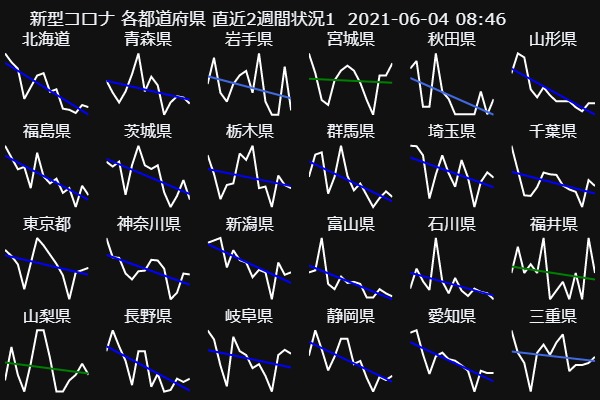 新型コロナ 各都道府県 直近2週間状況1 2021-06-04 08:46
北海道 青森県 岩手県 宮城県 秋田県 山形県
福島県 茨城県 栃木県 群馬県 埼玉県 千葉県
東京都 神奈川県 新潟県 富山県 石川県 福井県
山梨県 長野県 岐阜県 静岡県 愛知県 三重県